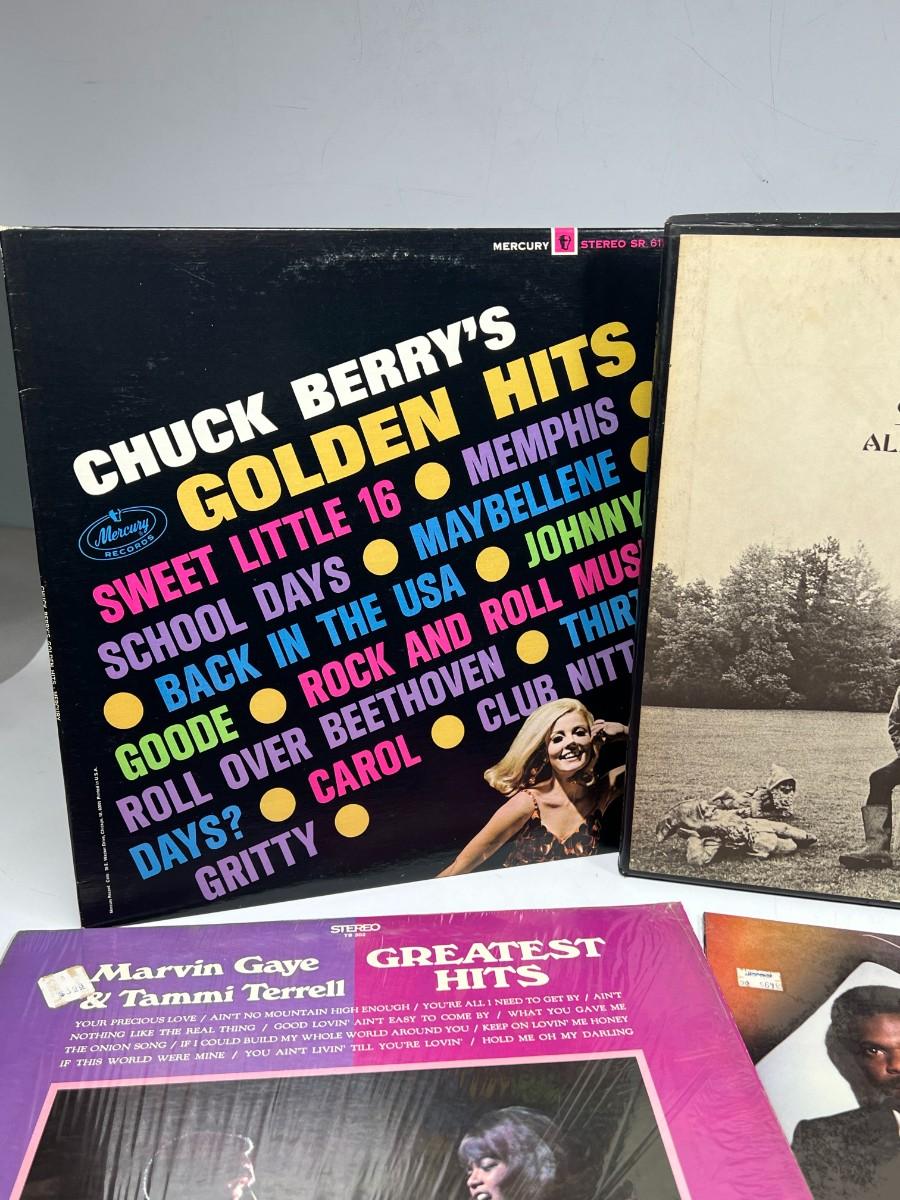 MERCURY STEREO SR 61
CHUCK BERRY'S
GOLDEN HITS
Mercury
RECORDS
SWEET LITTLE 16 MEMPHIS
SCHOOL DAYS MAYBELLENE
BACK IN THE USA JOHNNY
GOODE ROCK AND ROLL MUSI
ROLL OVER BEETHOVEN THIRT
DAYS? CAROL CLUB NITT
GRITTY
AL
STEREO
Marvin Gaye
& Tammi Terrell
GREATEST
HITS
YOUR PRECIOUS LOVE / AIN'T NO MOUNTAIN HIGH ENOUGH / YOU'RE ALL I NEED TO GET BY / AIN'T
NOTHING LIKE THE REAL THING / GOOD LOVIN' AIN'T EASY TO COME BY / WHAT YOU GAVE ME
THE ONION SONG / IF I COULD BUILD MY WHOLE WORLD AROUND YOU / KEEP ON LOVIN' ME HONEY
IF THIS WORLD WERE MINE / YOU AIN'T LIVIN' TILL YOU'RE LOVIN' / HOLD ME OH MY DARLING